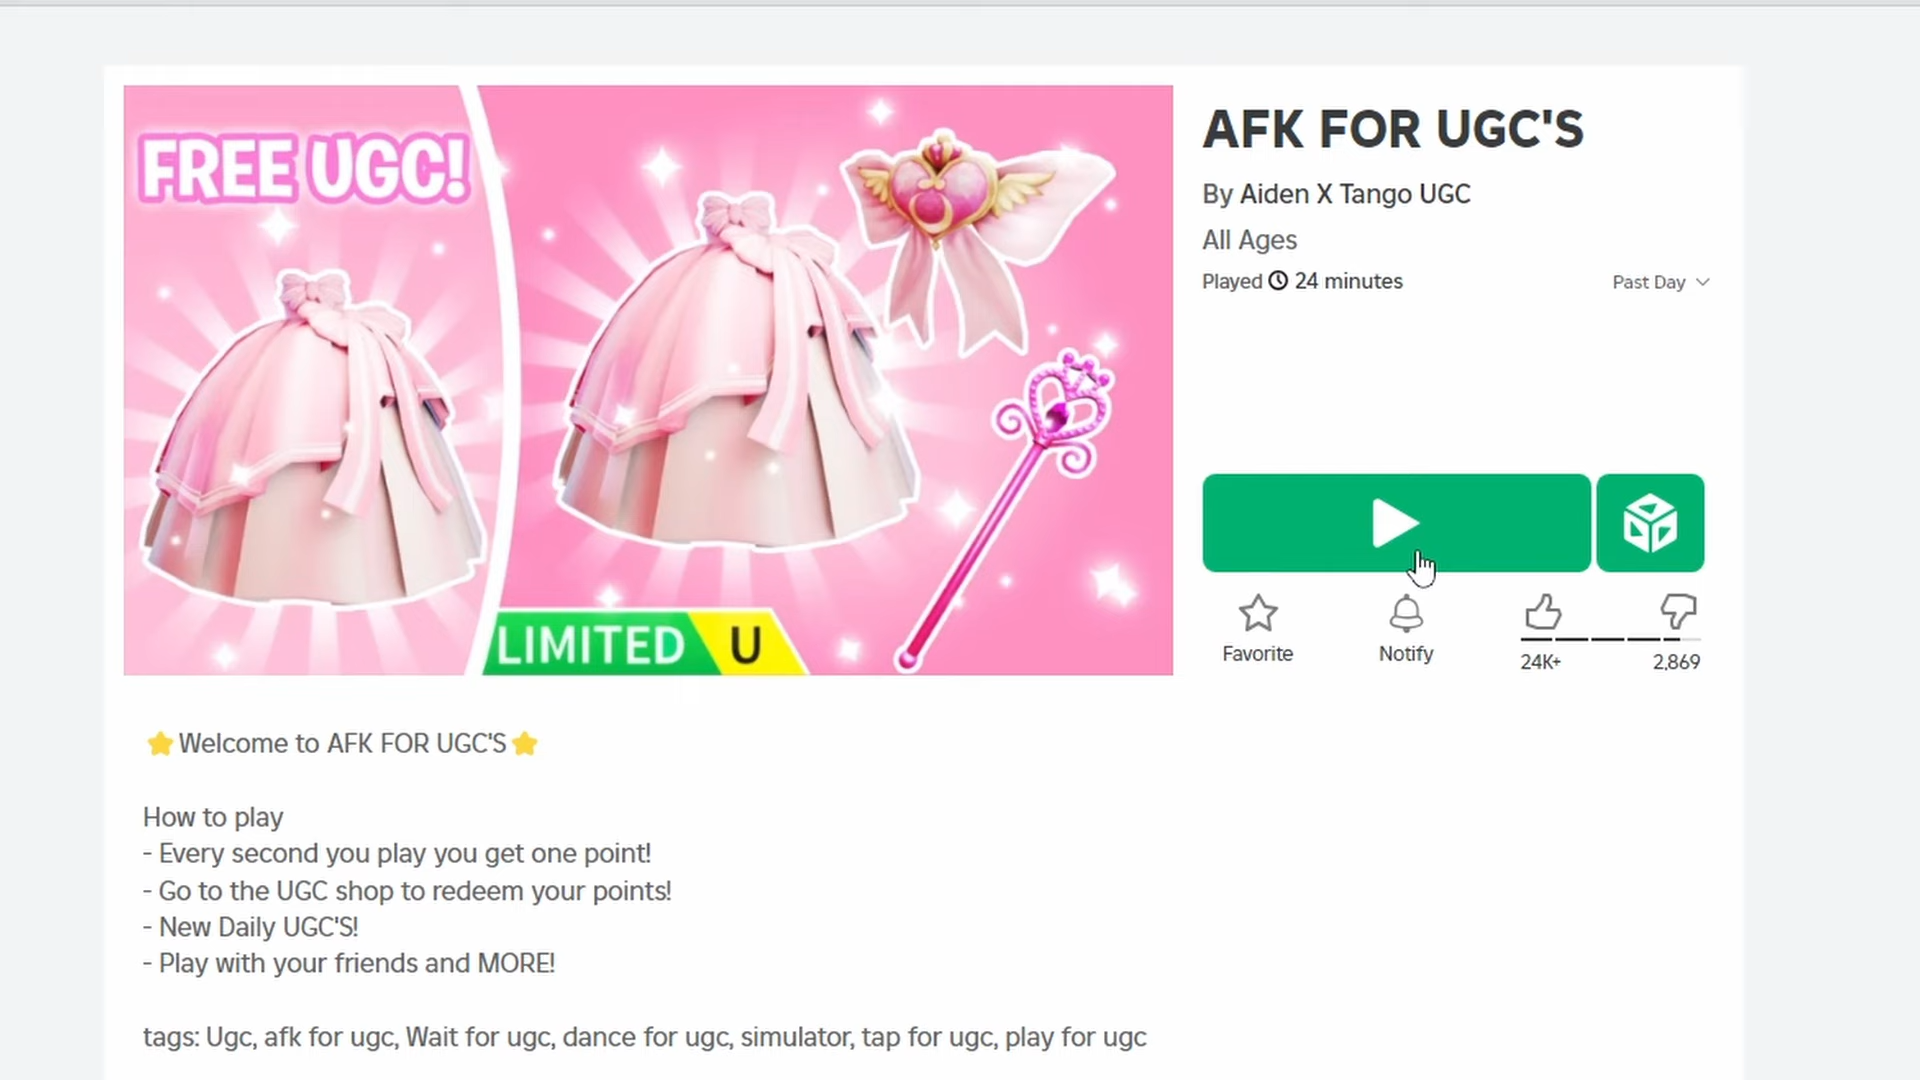 FREE UGC!
LIMITED U
AFK FOR UGC'S
By Aiden X Tango UGC
All Ages
Played 24 minutes
Past Day
Favorite
Notify
24K+
2,869
⭐Welcome to AFK FOR UGC'S⭐
How to play
- Every second you play you get one point!
- Go to the UGC shop to redeem your points!
- New Daily UGC'S!
- Play with your friends and MORE!
tags: Ugc, afk for ugc, Wait for ugc, dance for ugc, simulator, tap for ugc, play for ugc